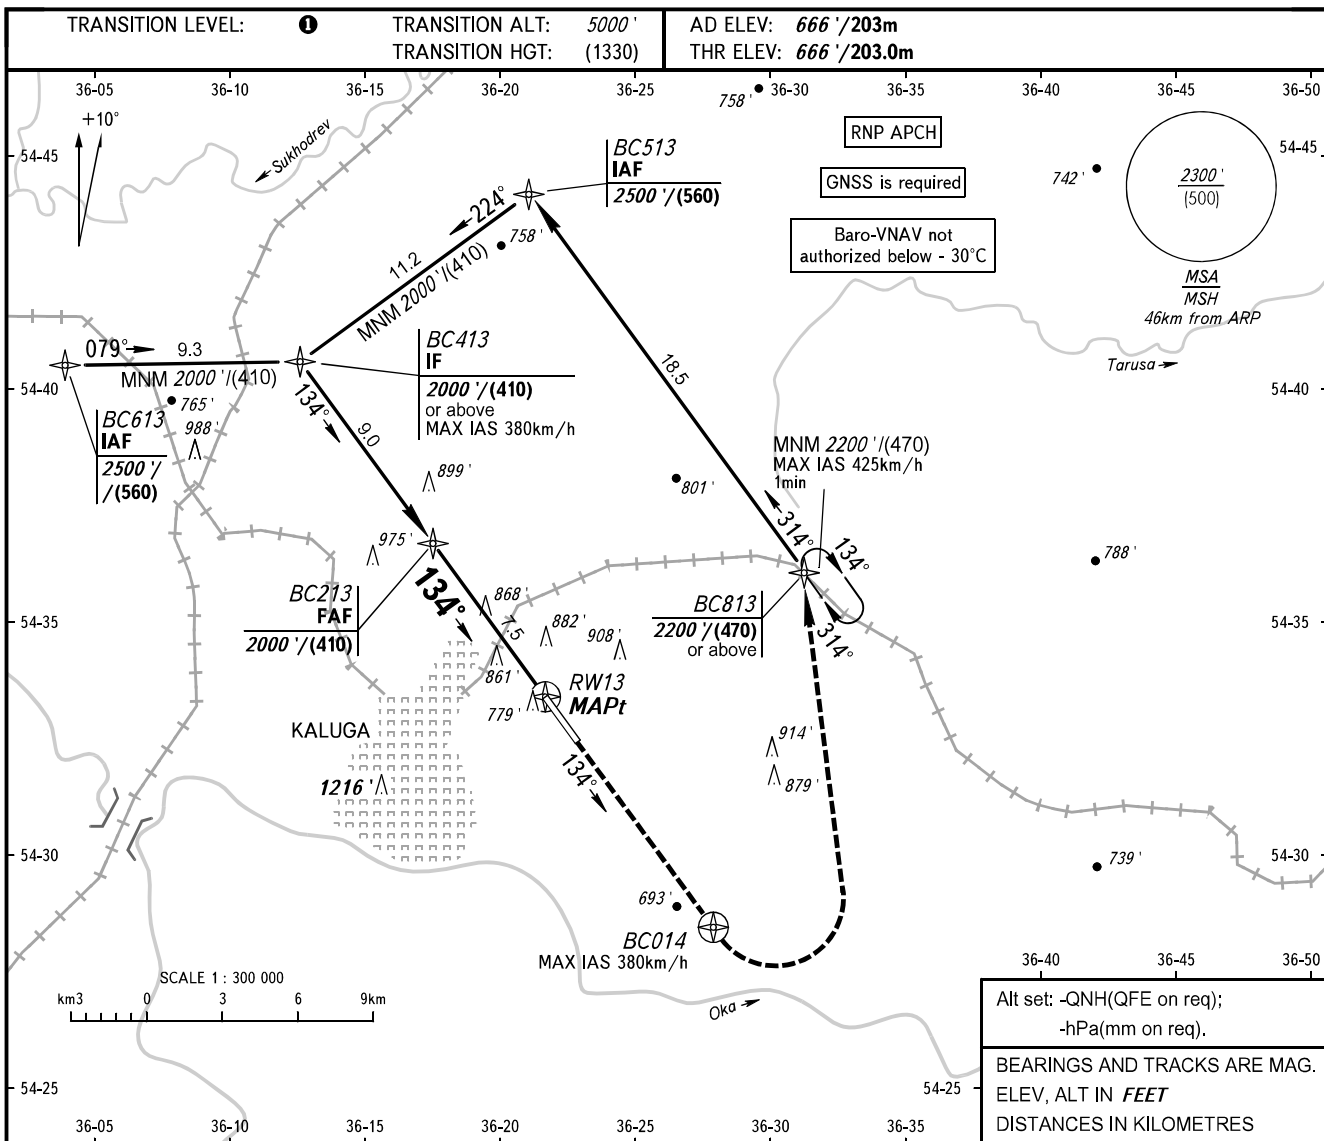 TRANSITION LEVEL: 1 TRANSITION ALT: 5000 ' AD ELEV: 666 '/203m
TRANSITION HGT: (1330) THR ELEV: 666 '/203.0m
36-05 36-10 36-15 36-20 36-25 36-30 36-35 36-40 36-45 36-50
758 '
+10°
Sukhodrev
54-45
54-45
RNP APCH
BC513
IAF
2500 '/(560)
GNSS is required
742 '
2300 '
(500)
224°
758 '
11.2
MNM 2000 '/(410)
Baro-VNAV not
authorized below - 30°C
MSA
MSH
46km from ARP
079°
9.3
MNM 2000 '/(410)
BC413
IF
2000 '/(410)
or above
MAX IAS 380km/h
18.5
Tarusa
54-40
54-40
765 '
988 '
BC613
IAF
2500 '/
/(560)
134°
9.0
899 '
801 '
MNM 2200 '/(470)
MAX IAS 425km/h
1min
314°
134°
975 '
788 '
BC213
FAF
2000 '/(410)
134°
868 '
7.5
882 '
908 '
BC813
2200 '/(470)
or above
314°
54-35
54-35
861 '
RW13
MAPt
779 '
KALUGA
914 '
879 '
1216 '
134°
54-30
54-30
739 '
693 '
BC014
MAX IAS 380km/h
SCALE 1 : 300 000
km3 0 3 6 9km
36-40 36-45 36-50
Oka
Alt set: -QNH(QFE on req);
-hPa(mm on req).
BEARINGS AND TRACKS ARE MAG.
ELEV, ALT IN FEET
DISTANCES IN KILOMETRES
54-25
54-25
36-05 36-10 36-15 36-20 36-25 36-30 36-35